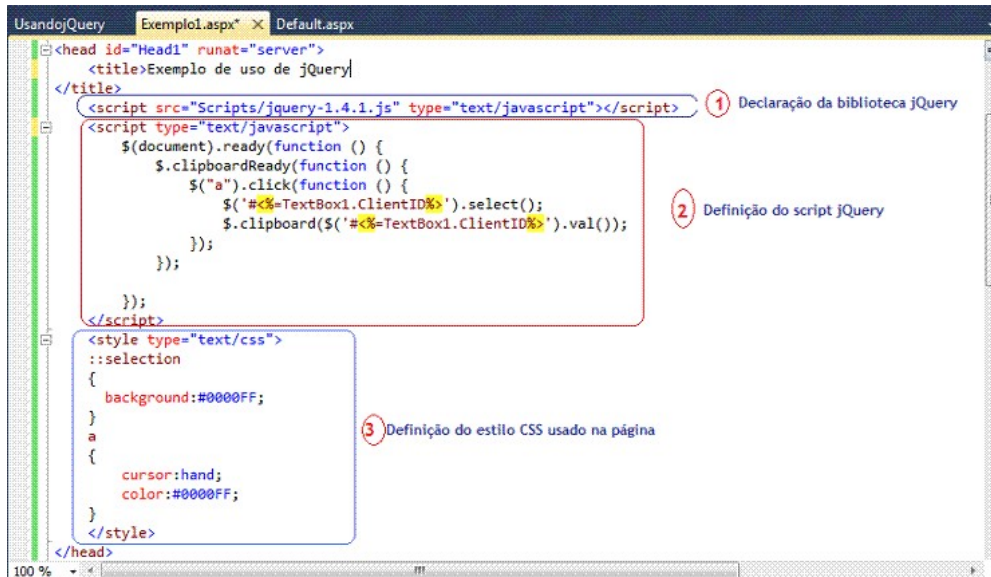 UsandojQuery Exemplo1.aspx* × Default.aspx
<head id="Head1" runat="server">
<title>Exemplo de uso de jQuery
</title>
<script src="Scripts/jquery-1.4.1.js" type="text/javascript"></script> 1 Declaração da biblioteca jQuery
<script type="text/javascript">
$(document).ready(function () {
$.clipboardReady(function () {
$("a").click(function () {
$('#<%=TextBox1.ClientID%>').select();
$.clipboard($('#<%=TextBox1.ClientID%>').val());
2 Definição do script jQuery
});
});
});
</script>
<style type="text/css">
::selection
{
background:#0000FF;
}
3 Definição do estilo CSS usado na página
a
{
cursor:hand;
color:#0000FF;
}
</style>
</head>
100 %